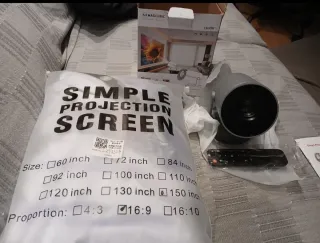 SIMPLE
PROJECTION
SCREEN
Size: 60 inch 72 inch 84 inch
92 inch 100 inch 110 inch
120 inch 130 inch 150 inch
Proportion: 4:3 16:9 16:10